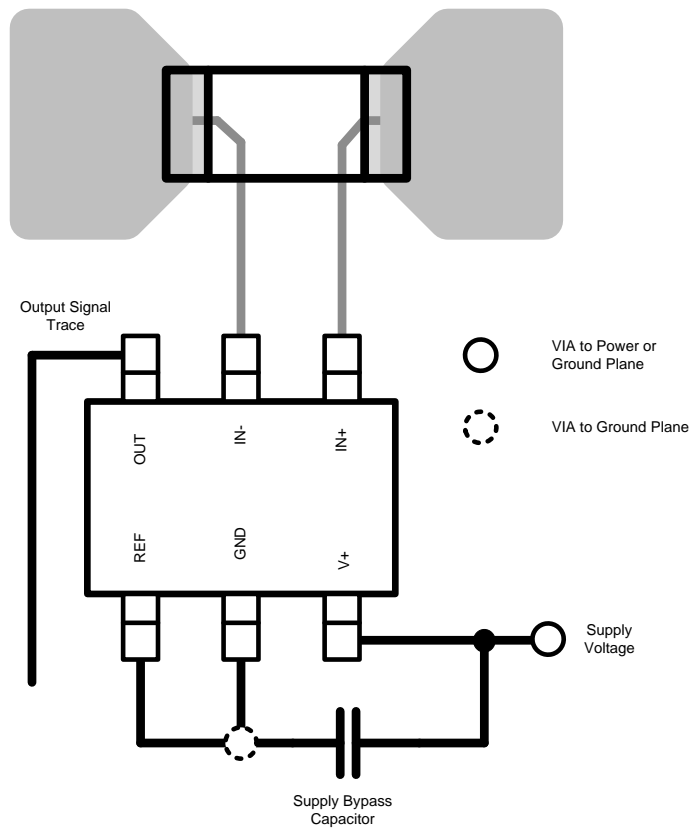 Output Signal
Trace
VIA to Power or
Ground Plane
VIA to Ground Plane
OUT
IN-
IN+
REF
GND
V+
Supply
Voltage
Supply Bypass
Capacitor